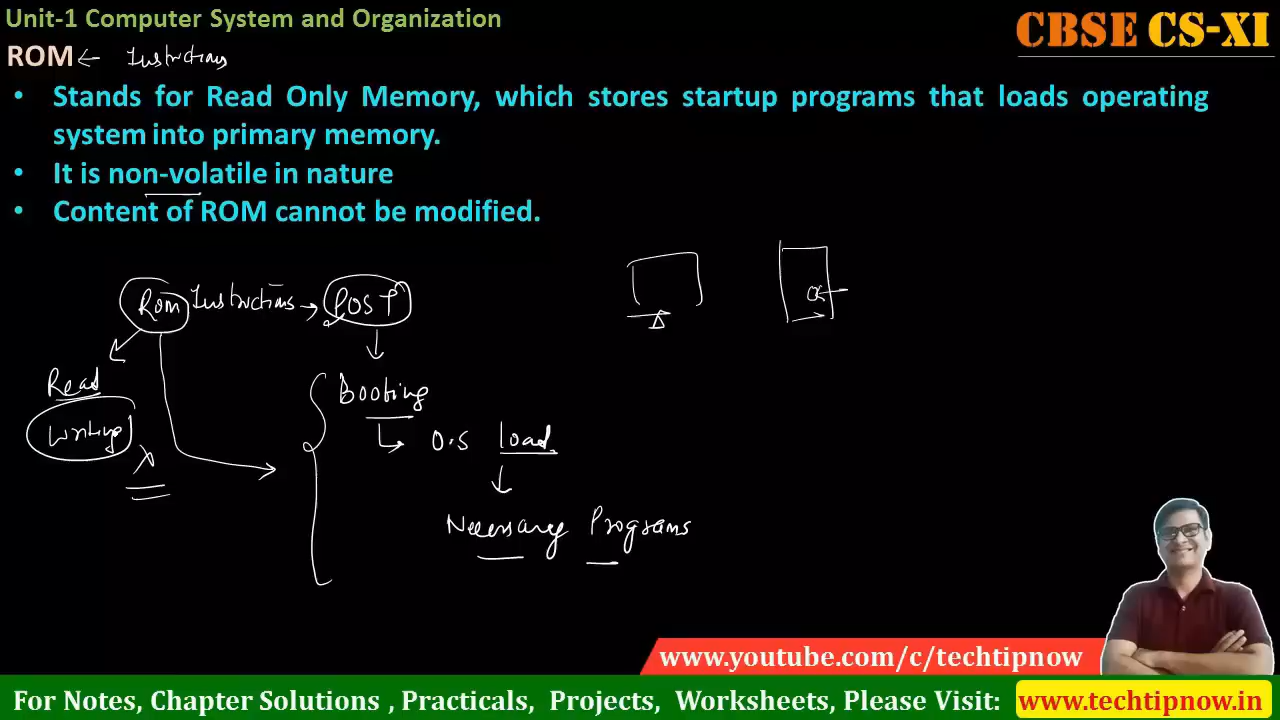 Unit-1 Computer System and Organization
CBSE CS-XI
ROM ← Instructions
• Stands for Read Only Memory, which stores startup programs that loads operating
system into primary memory.
• It is non-volatile in nature
• Content of ROM cannot be modified.
Rom Instructions → POST
Read
Booting
Writing
O.S load
Necessary Programs
www.youtube.com/c/techtipnow
For Notes, Chapter Solutions , Practicals, Projects, Worksheets, Please Visit: www.techtipnow.in